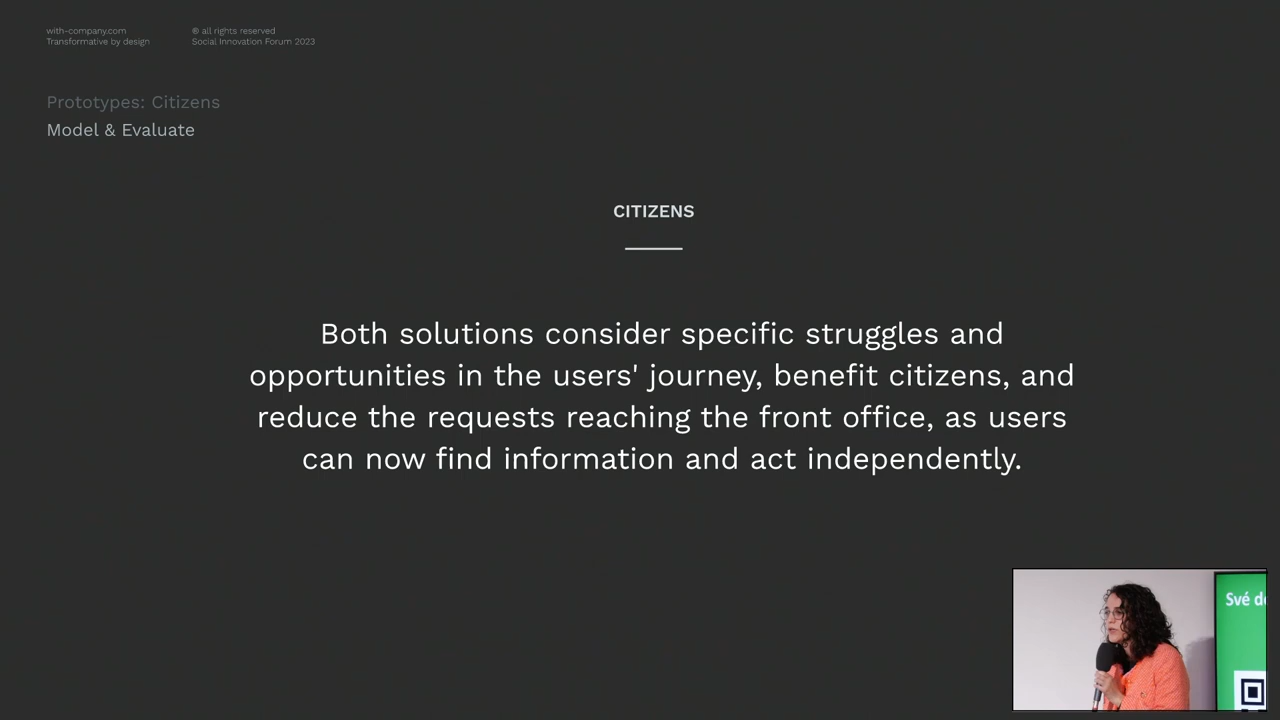 with-company.com
Transformative by design
® all rights reserved
Social Innovation Forum 2023
Prototypes: Citizens
Model & Evaluate
CITIZENS
Both solutions consider specific struggles and
opportunities in the users' journey, benefit citizens, and
reduce the requests reaching the front office, as users
can now find information and act independently.
Své